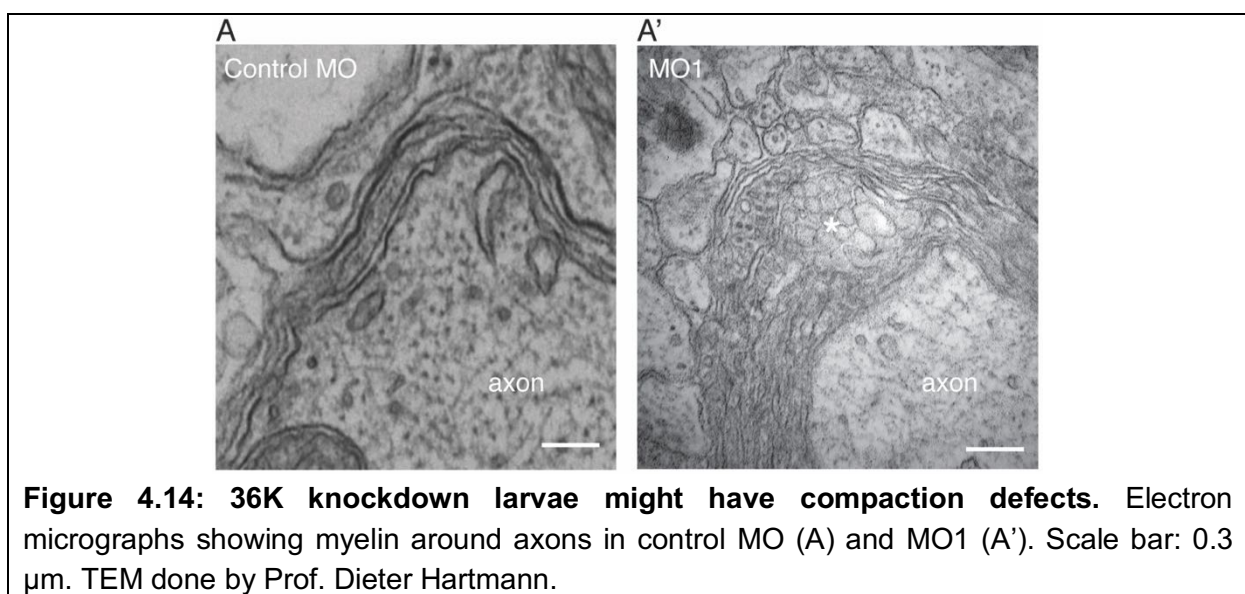 A A’
Control MO MO1
*
axon axon
Figure 4.14: 36K knockdown larvae might have compaction defects. Electron
micrographs showing myelin around axons in control MO (A) and MO1 (A’). Scale bar: 0.3
µm. TEM done by Prof. Dieter Hartmann.